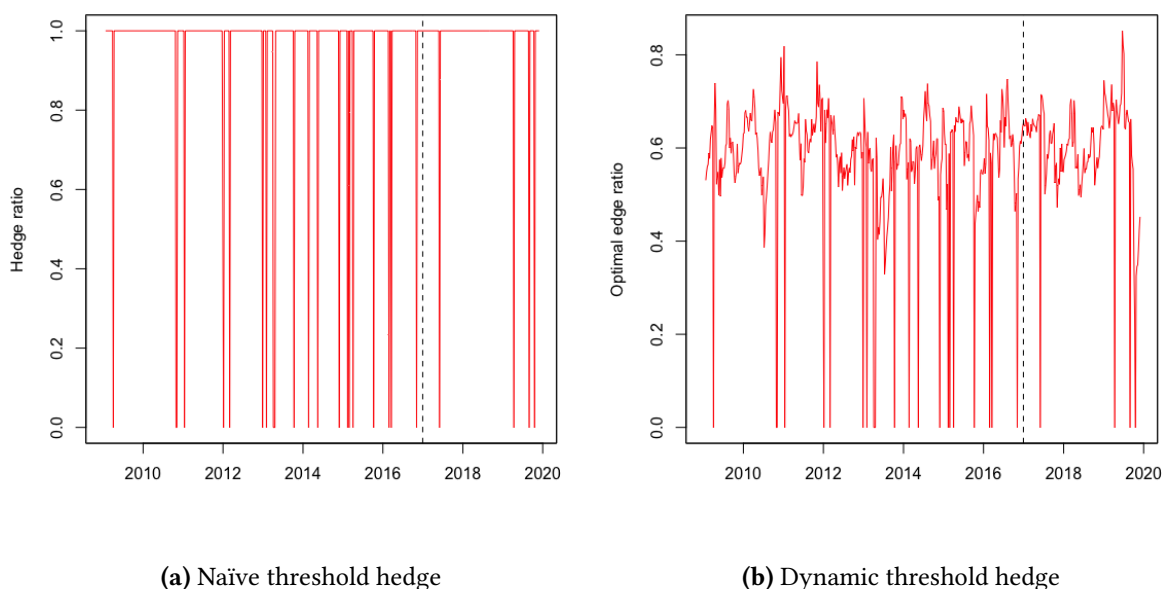 Hedge ratio
1.0
0.8
0.6
0.4
0.2
0.0
2010 2012 2014 2016 2018 2020
(a) Naïve threshold hedge
Optimal edge ratio
0.8
0.6
0.4
0.2
0.0
2010 2012 2014 2016 2018 2020
(b) Dynamic threshold hedge